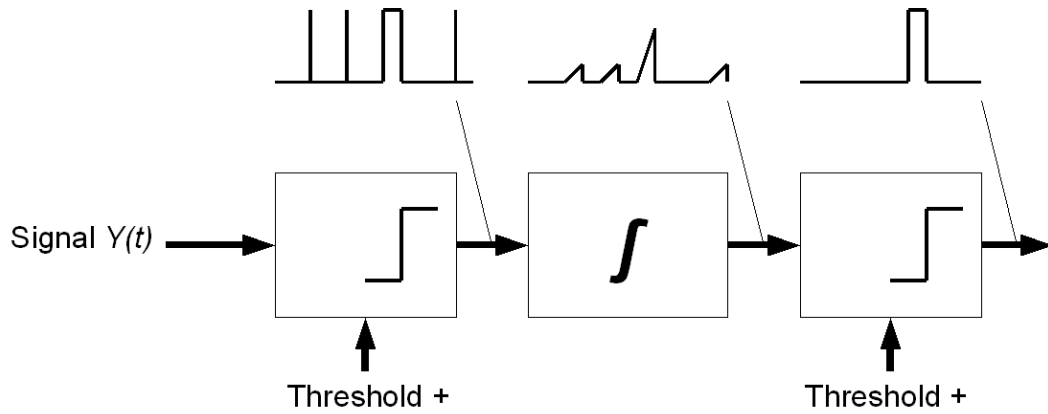 Signal Y(t)
∫
Threshold +
Threshold +